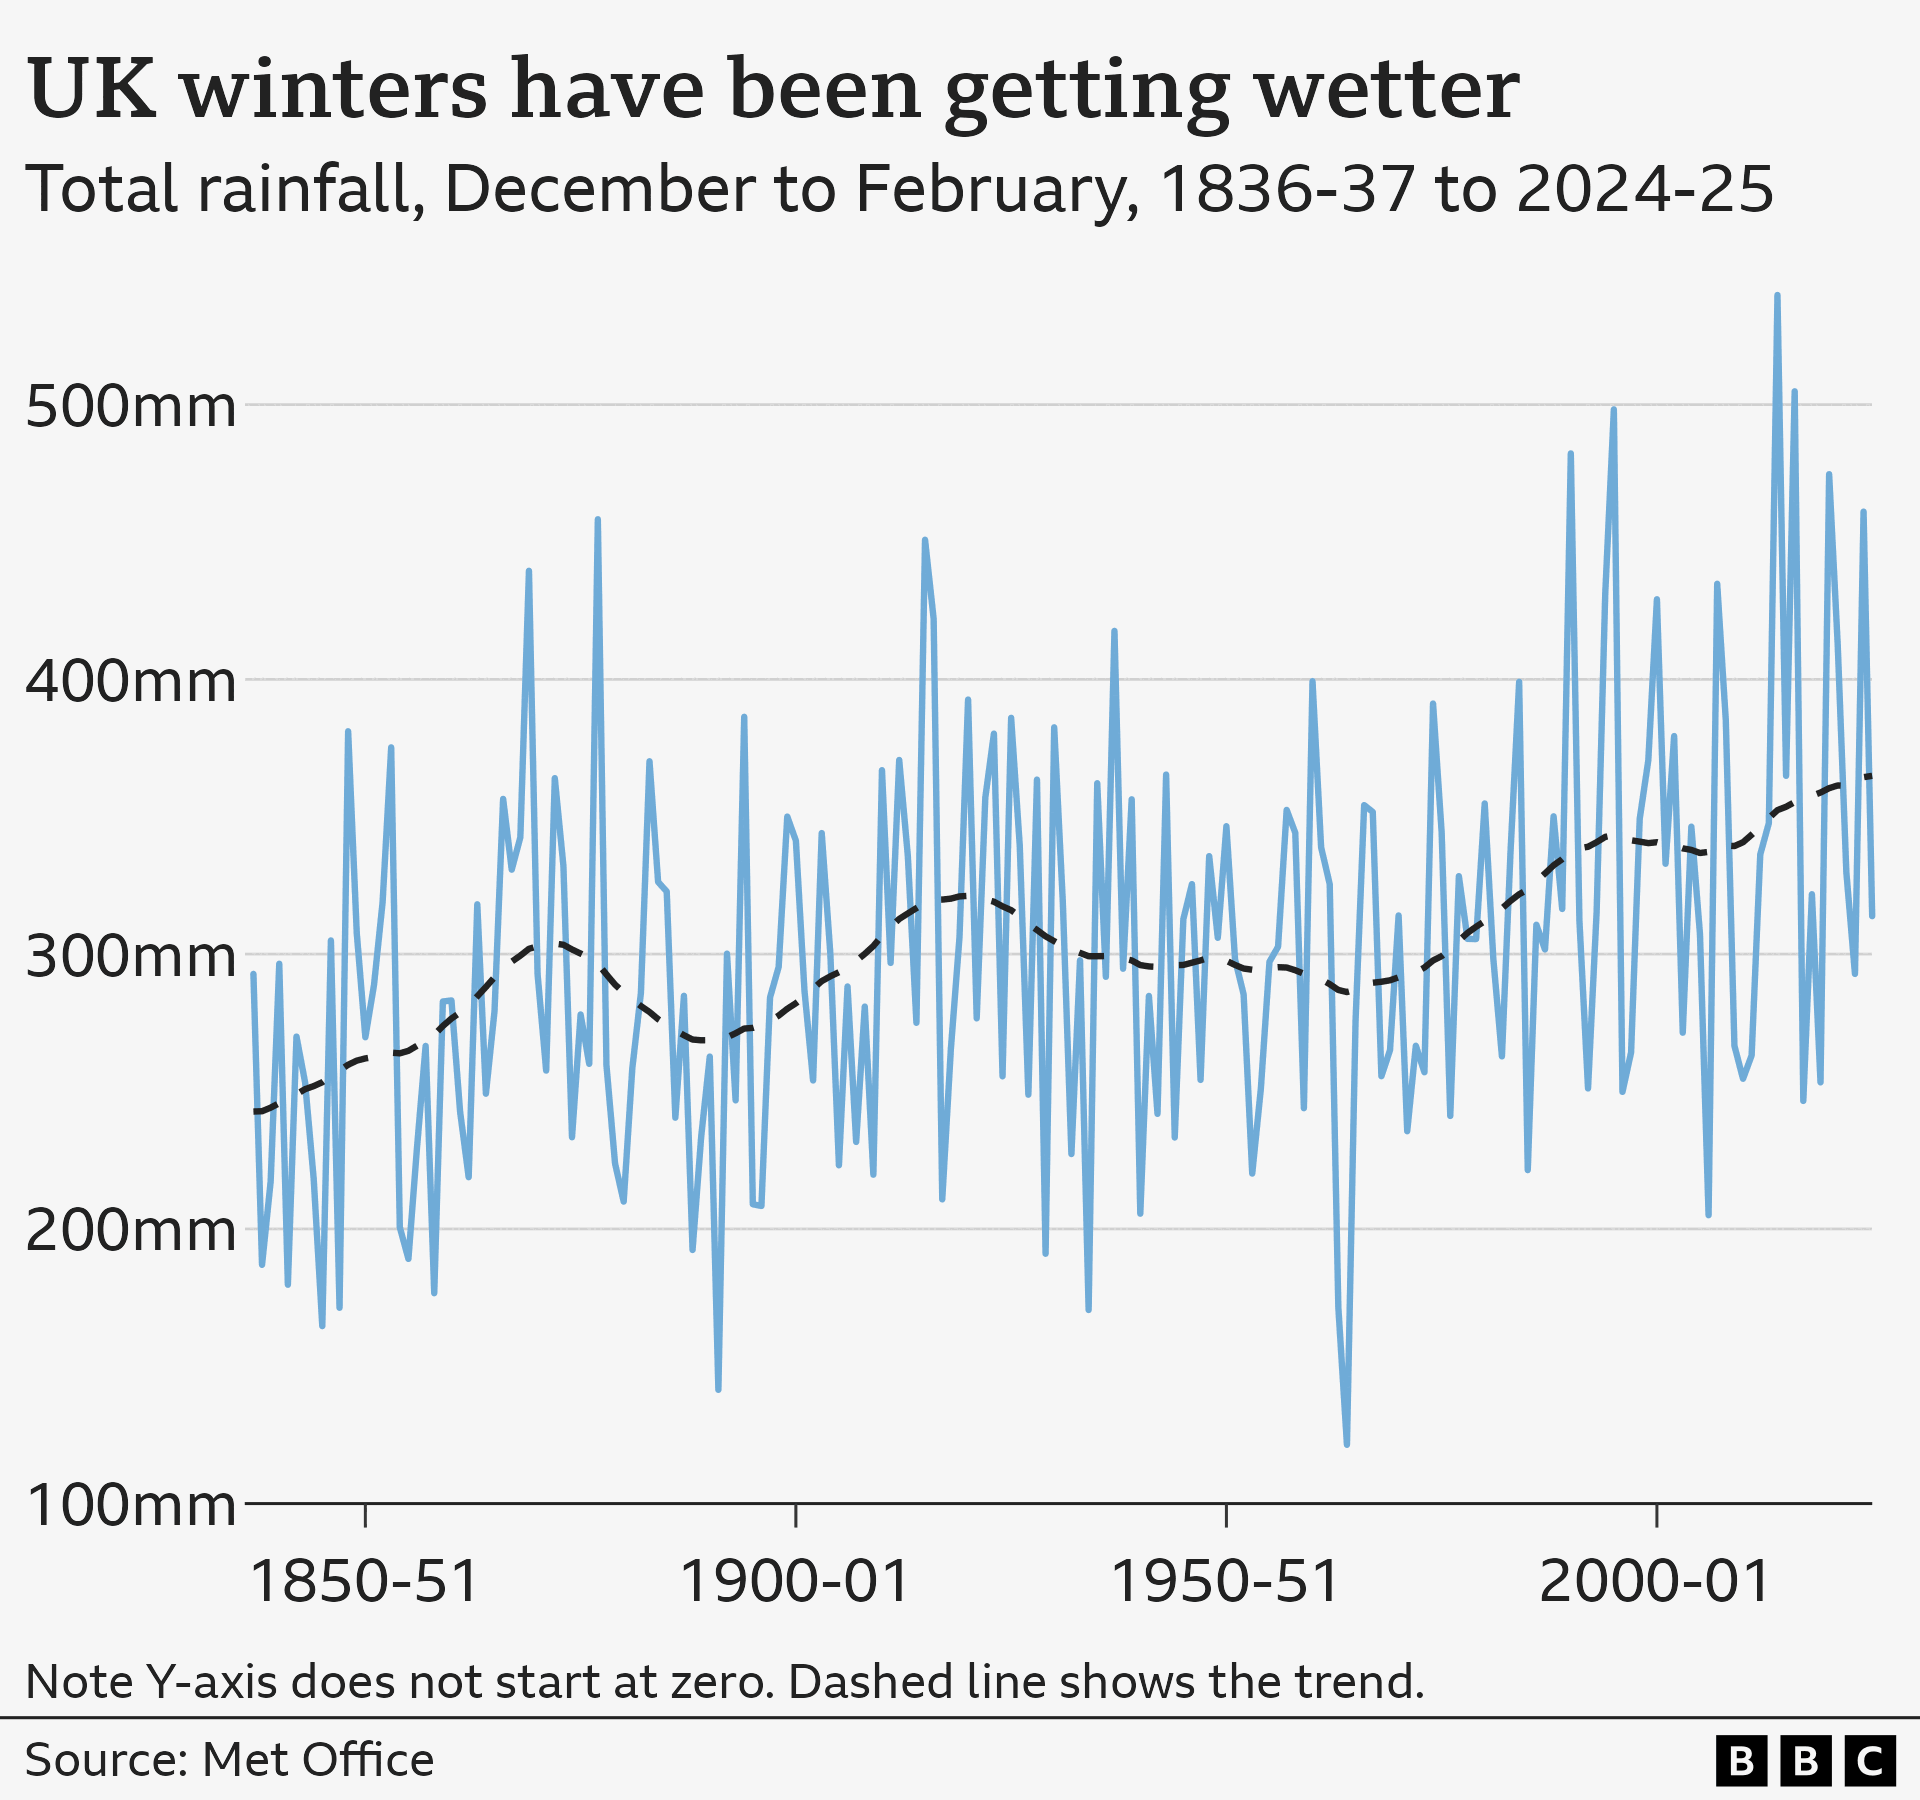 UK winters have been getting wetter
Total rainfall, December to February, 1836-37 to 2024-25
500mm
400mm
300mm
200mm
100mm
1850-51 1900-01 1950-51 2000-01
Note Y-axis does not start at zero. Dashed line shows the trend.
Source: Met Office
BBC